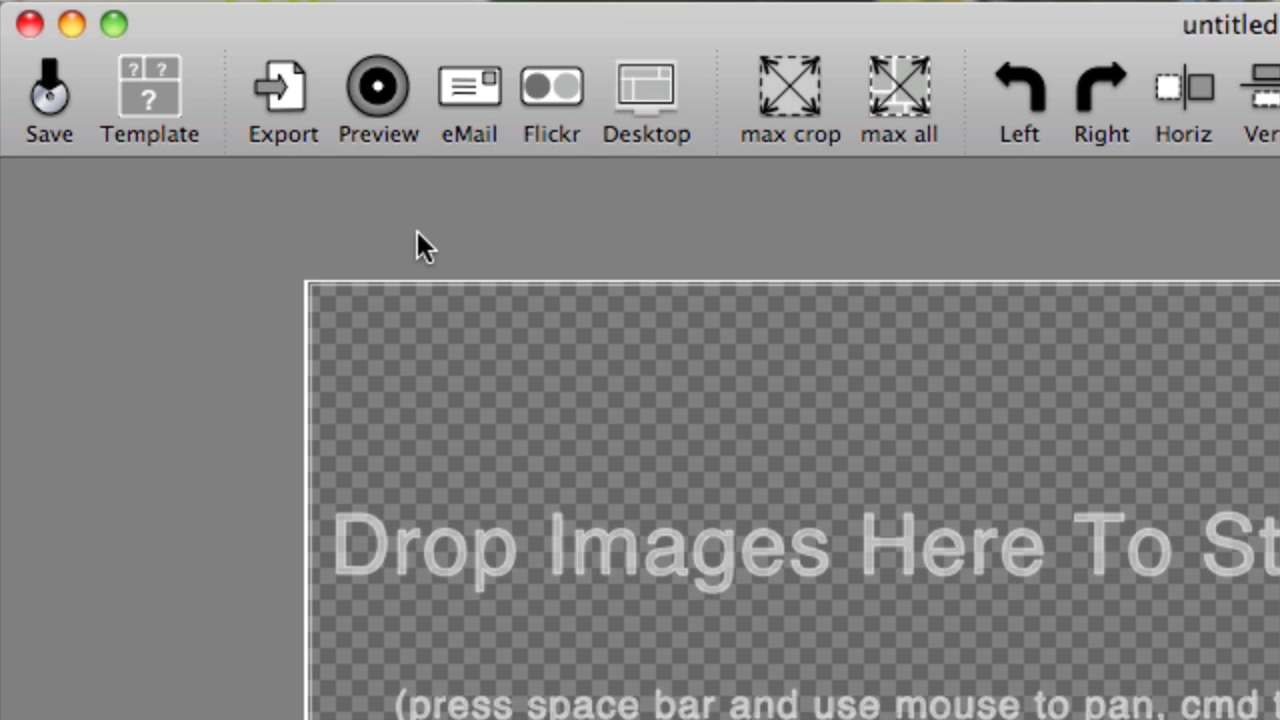 untitled
Save Template Export Preview eMail Flickr Desktop max crop max all Left Right Horiz Ver
? ?
?
Drop Images Here To St
(press space bar and use mouse to pan, cmd